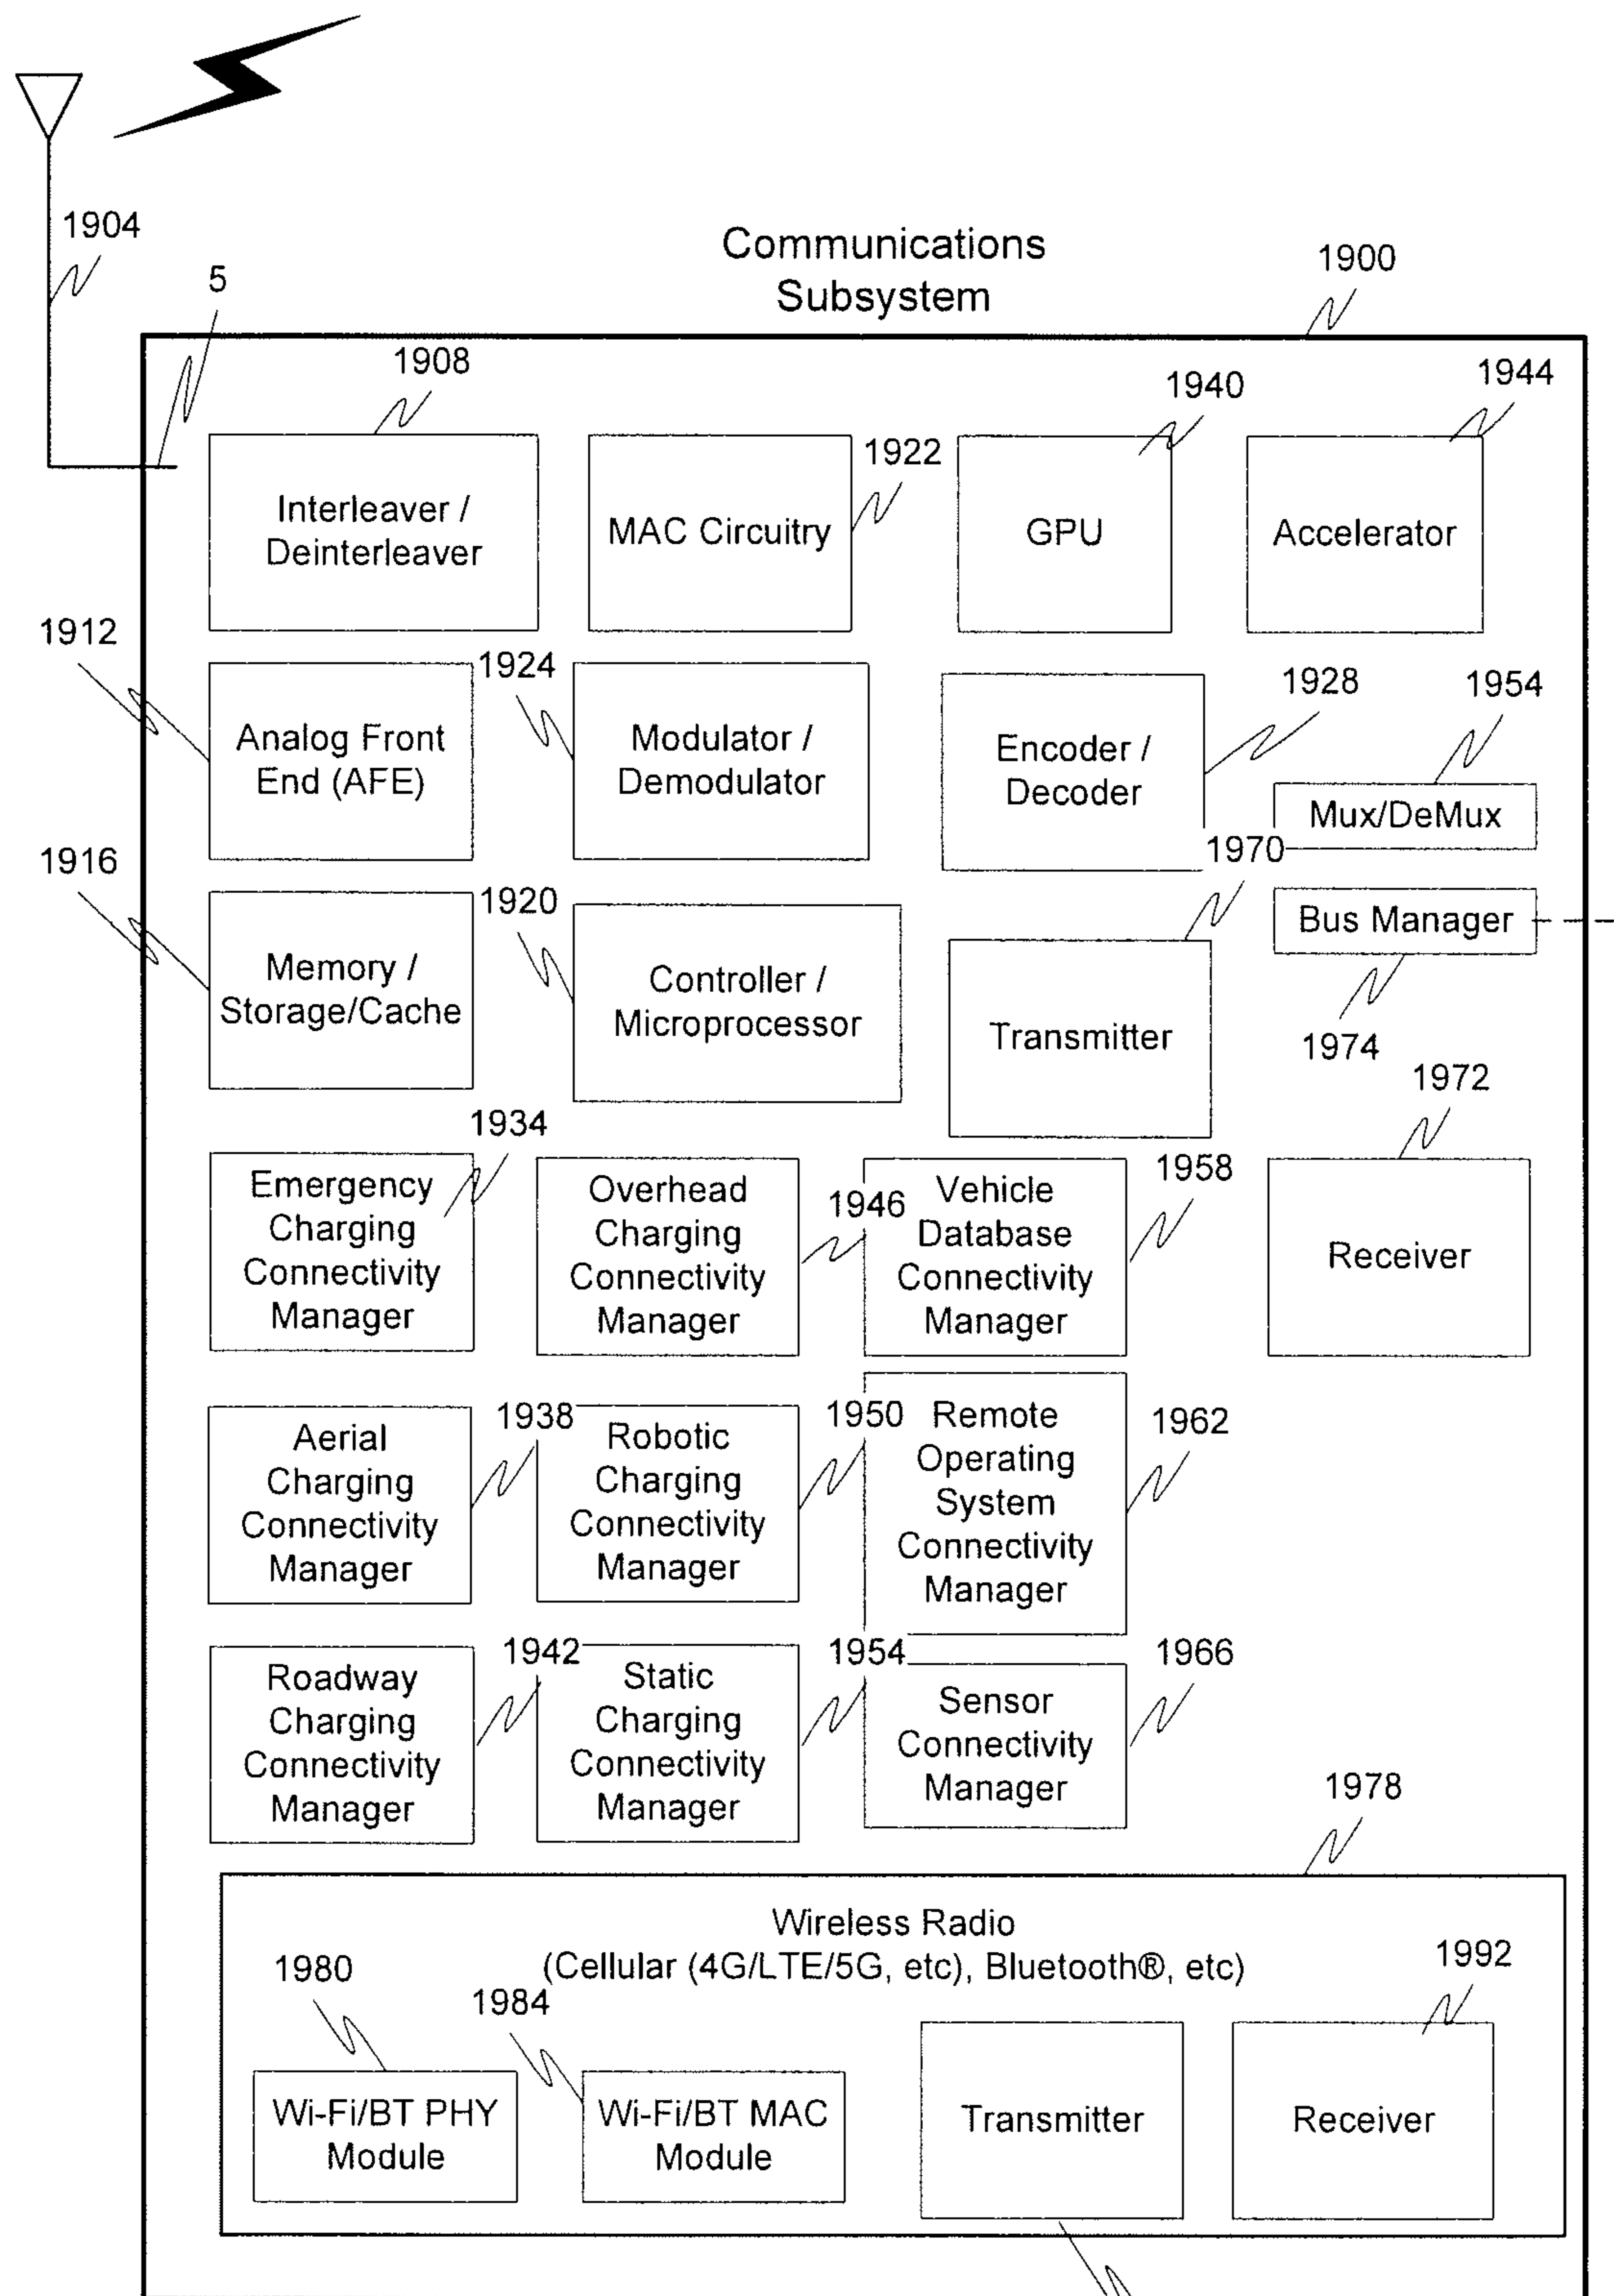 1904
5
Communications
Subsystem
1900
1908
1940
1944
1922
Interleaver /
Deinterleaver
MAC Circuitry
GPU
Accelerator
1912
1924
1928
1954
Analog Front
End (AFE)
Modulator /
Demodulator
Encoder /
Decoder
Mux/DeMux
1970
1916
1920
Bus Manager
Memory /
Storage/Cache
Controller /
Microprocessor
Transmitter
1974
1972
1934
Emergency
Charging
Connectivity
Manager
Overhead
Charging
Connectivity
Manager
1946
Vehicle
Database
Connectivity
Manager
1958
Receiver
Aerial
Charging
Connectivity
Manager
1938
Robotic
Charging
Connectivity
Manager
1950
Remote
Operating
System
Connectivity
Manager
1962
Roadway
Charging
Connectivity
Manager
1942
Static
Charging
Connectivity
Manager
1954
Sensor
Connectivity
Manager
1966
1978
Wireless Radio
(Cellular (4G/LTE/5G, etc), Bluetooth®, etc)
1980
1984
1992
Wi-Fi/BT PHY
Module
Wi-Fi/BT MAC
Module
Transmitter
Receiver